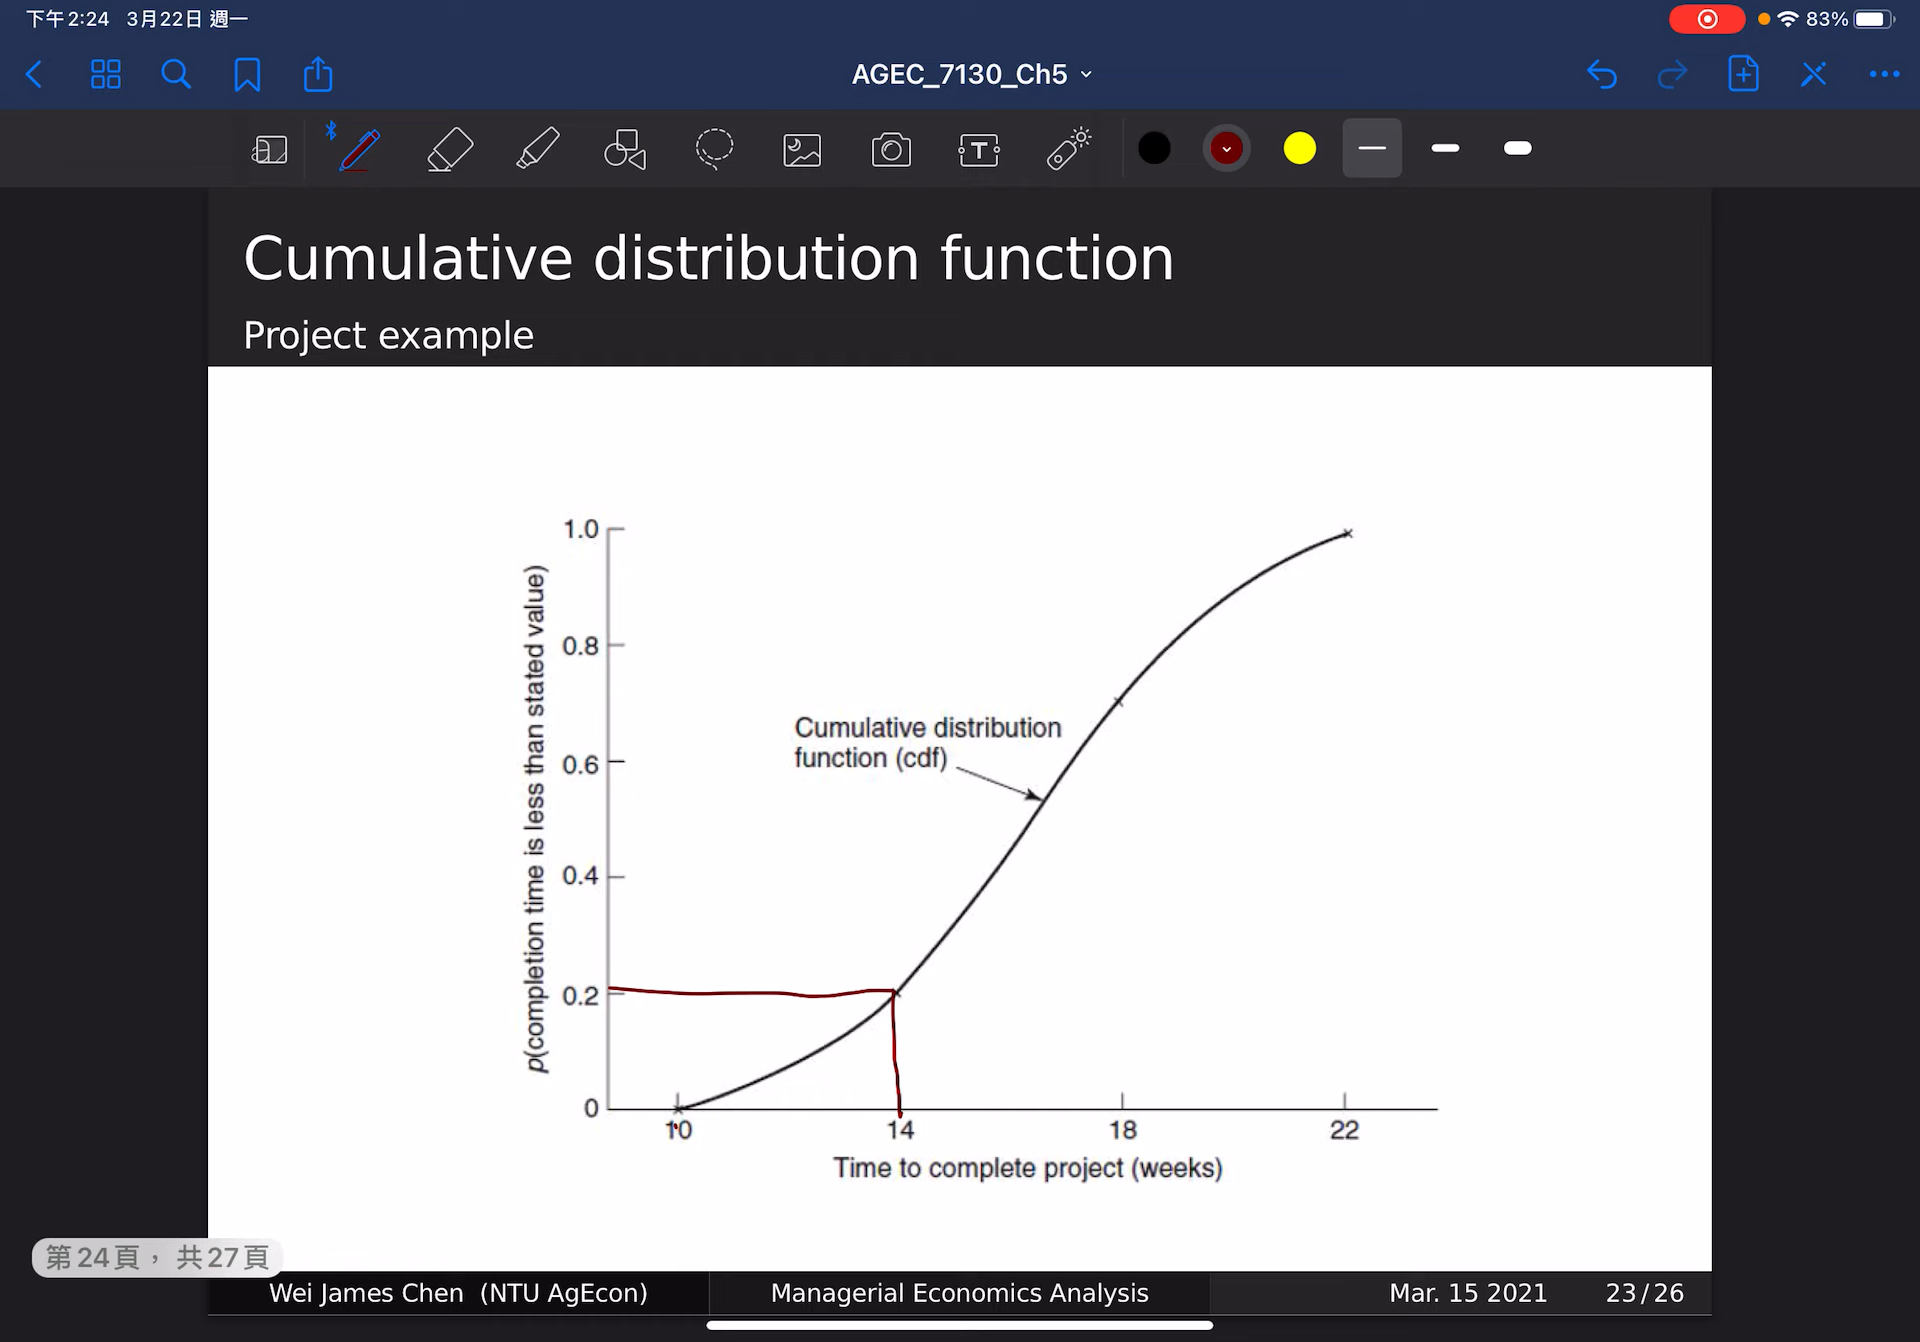 下午2:24 3月22日 週一
83%
AGEC_7130_Ch5
Cumulative distribution function
Project example
p(completion time is less than stated value)
1.0
0.8
0.6
0.4
0.2
0
Cumulative distribution
function (cdf)
10 14 18 22
Time to complete project (weeks)
第24頁，共27頁
Wei James Chen (NTU AgEcon) Managerial Economics Analysis Mar. 15 2021 23/26